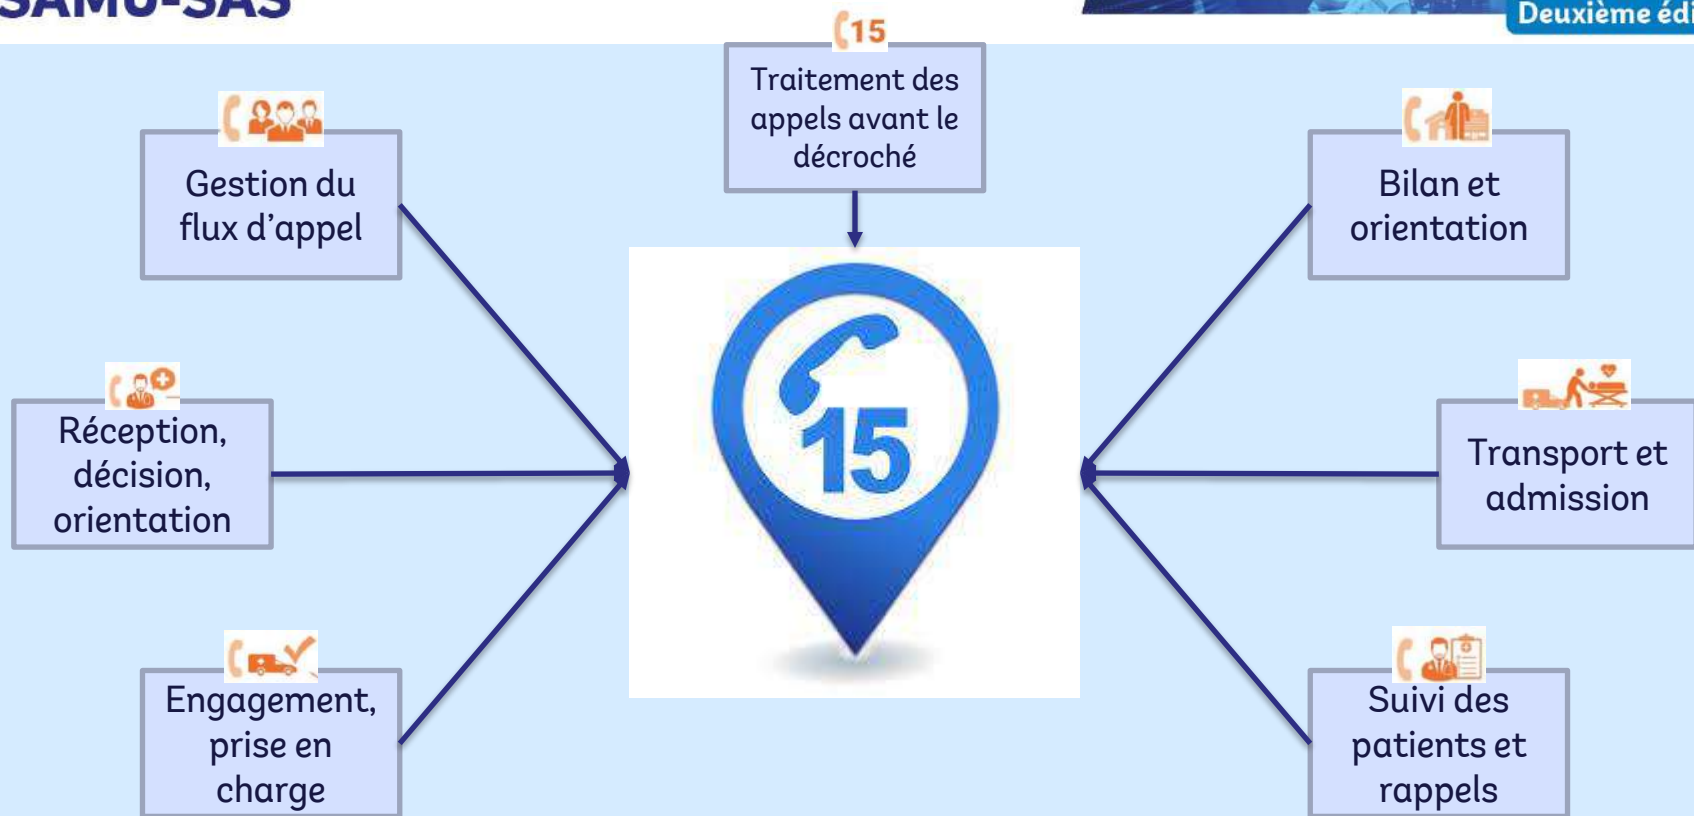 SAMU-SAS
Deuxième édi
15
Traitement des
appels avant le
décroché
Gestion du
flux d’appel
Bilan et
orientation
Réception,
décision,
orientation
15
Transport et
admission
Engagement,
prise en
charge
Suivi des
patients et
rappels